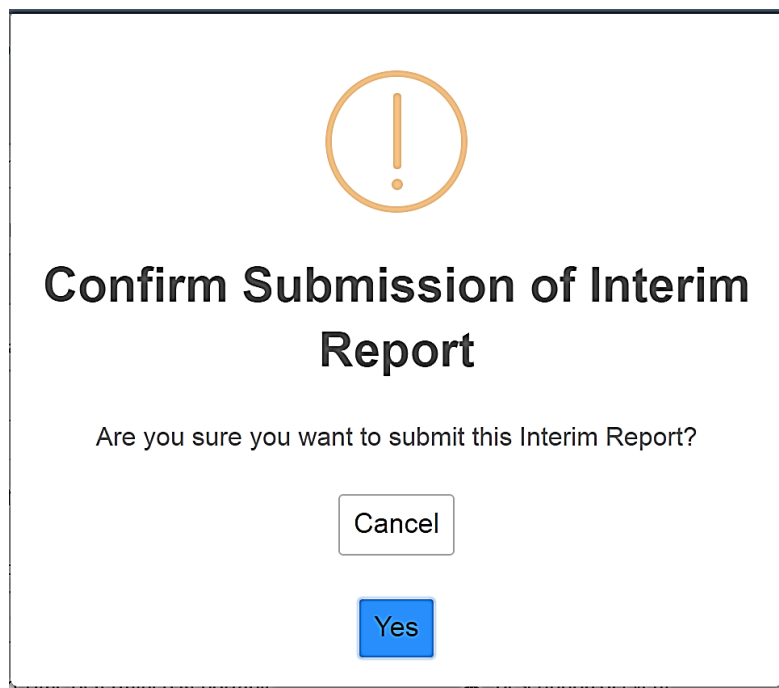 Confirm Submission of Interim
Report
Are you sure you want to submit this Interim Report?
Cancel
Yes